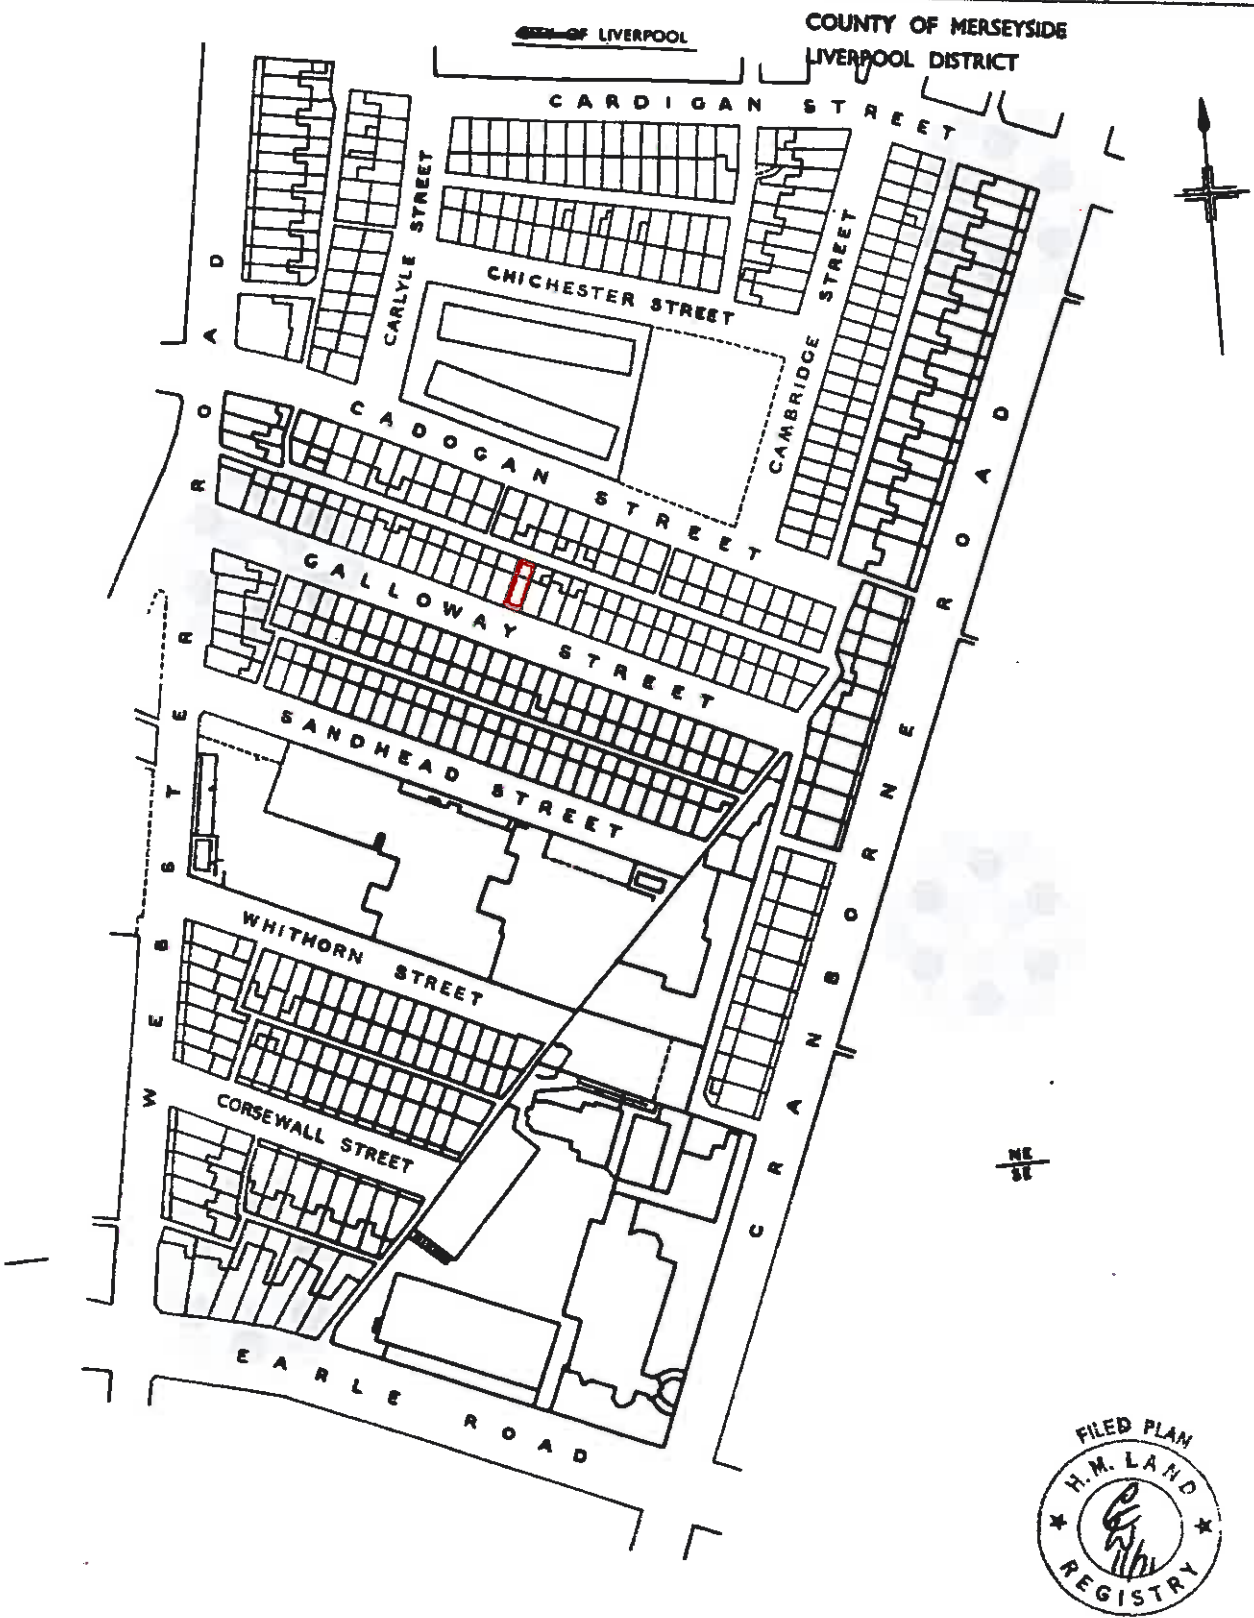 CITY OF LIVERPOOL
COUNTY OF MERSEYSIDE
LIVERPOOL DISTRICT
CARDIGAN STREET
CARLYLE STREET
CHICHESTER STREET
CAMBRIDGE STREET
CADOGAN STREET
GALLOWAY STREET
SANDHEAD STREET
WHITHORN STREET
CORSEWALL STREET
WEBSTER ROAD
CRANBORNE ROAD
EARLE ROAD
NE
SE
FILED PLAN
H.M. LAND
REGISTRY